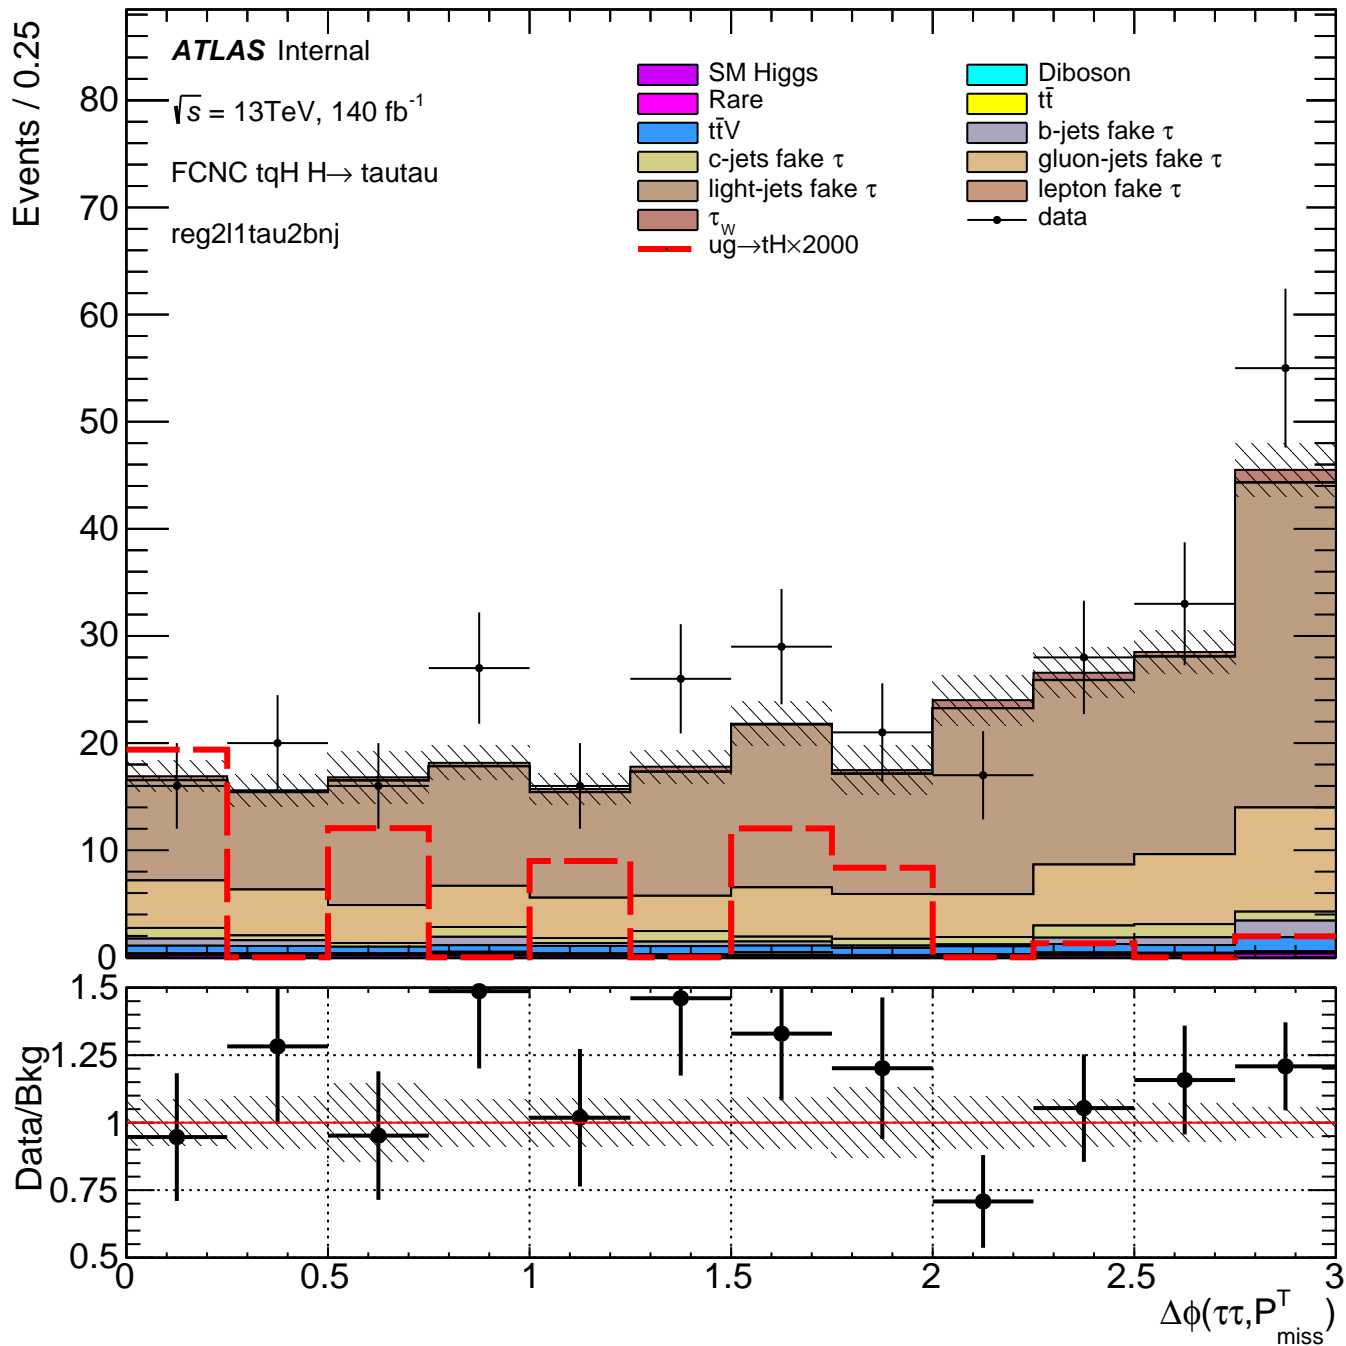 Events / 0.25
ATLAS Internal
√s = 13TeV, 140 fb⁻¹
FCNC tqH H→ tautau
reg2l1tau2bnj
SM Higgs
Diboson
Rare
tt̄
tt̄V
b-jets fake τ
c-jets fake τ
gluon-jets fake τ
light-jets fake τ
lepton fake τ
τ_W
data
ug→tH×2000
80
70
60
50
40
30
20
10
0
Data/Bkg
1.5
1.25
1
0.75
0.5
0 0.5 1 1.5 2 2.5 3
Δϕ(ττ,P^T_miss)